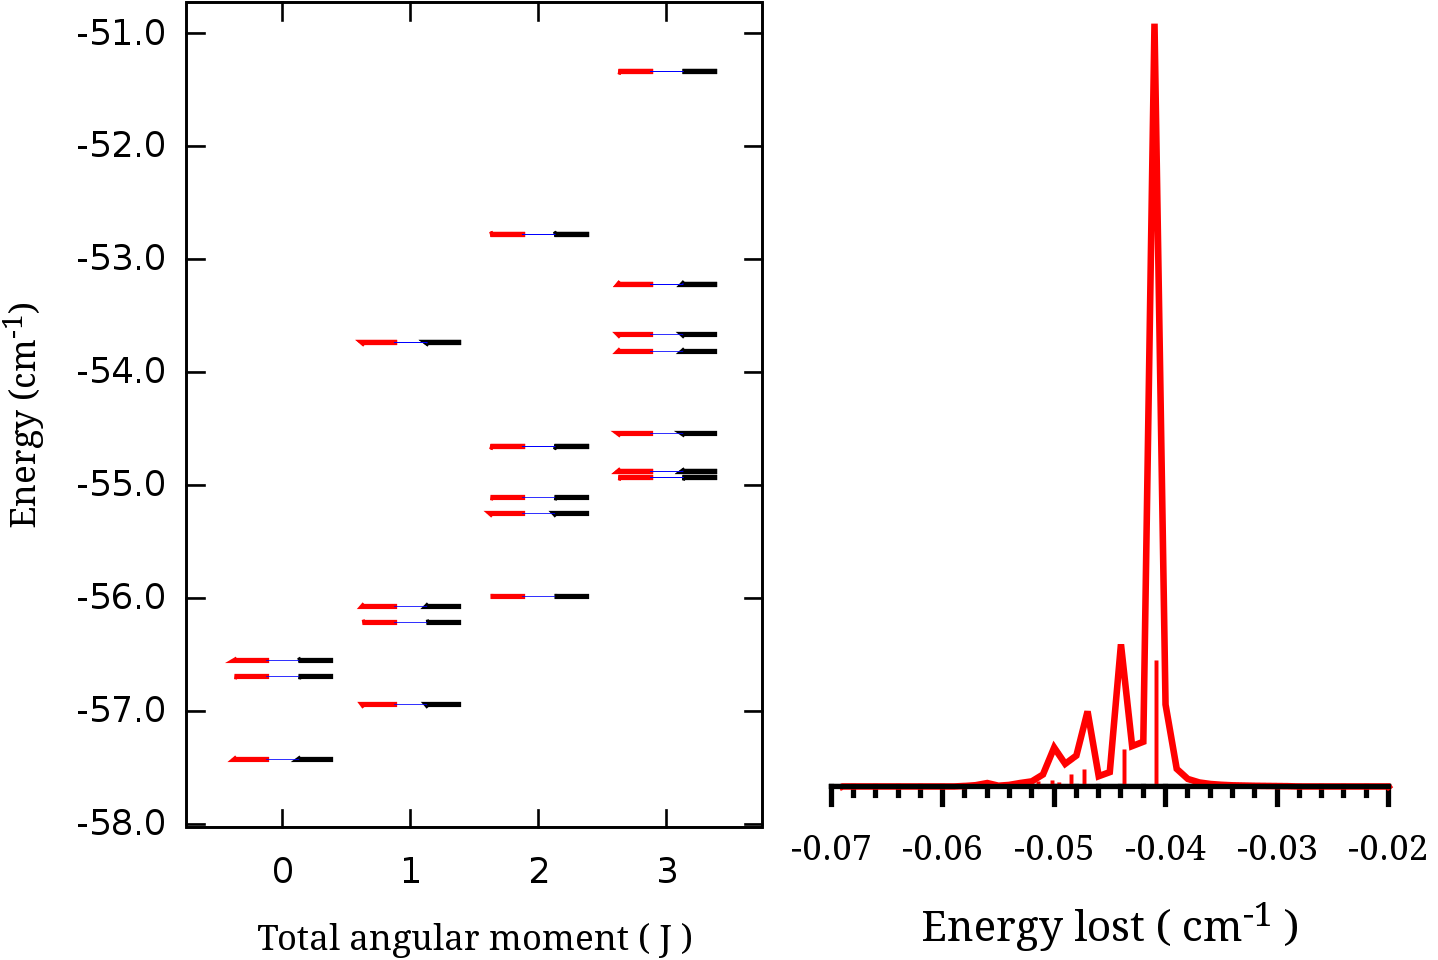 -51.0
-52.0
-53.0
-54.0
-55.0
-56.0
-57.0
-58.0
Energy (cm-1)
0 1 2 3
Total angular moment ( J )
-0.07 -0.06 -0.05 -0.04 -0.03 -0.02
Energy lost ( cm-1 )